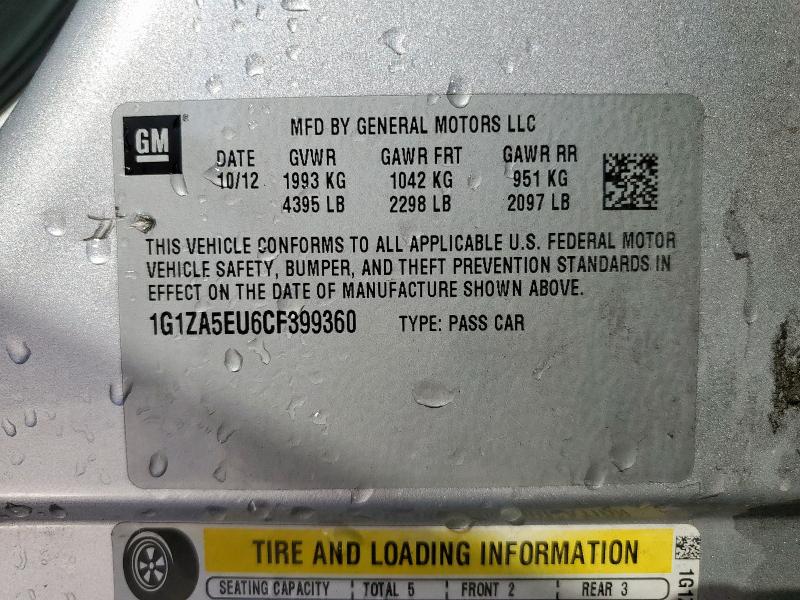 GM
MFD BY GENERAL MOTORS LLC
DATE GVWR GAWR FRT GAWR RR
10/12 1993 KG 1042 KG 951 KG
4395 LB 2298 LB 2097 LB
THIS VEHICLE CONFORMS TO ALL APPLICABLE U.S. FEDERAL MOTOR
VEHICLE SAFETY, BUMPER, AND THEFT PREVENTION STANDARDS IN
EFFECT ON THE DATE OF MANUFACTURE SHOWN ABOVE.
1G1ZA5EU6CF399360 TYPE: PASS CAR
TIRE AND LOADING INFORMATION
SEATING CAPACITY TOTAL 5 FRONT 2 REAR 3